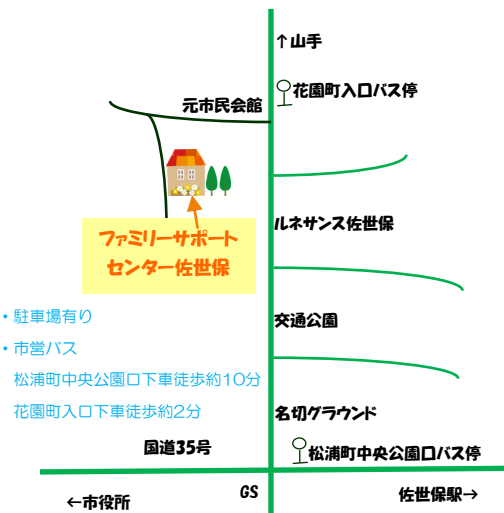 ↑山手
花園町入口バス停
元市民会館
ルネサンス佐世保
ファミリーサポート
センター佐世保
・駐車場有り
・市営バス
松浦町中央公園口下車徒歩約10分
花園町入口下車徒歩約2分
交通公園
名切グラウンド
国道35号
松浦町中央公園口バス停
←市役所
GS
佐世保駅→